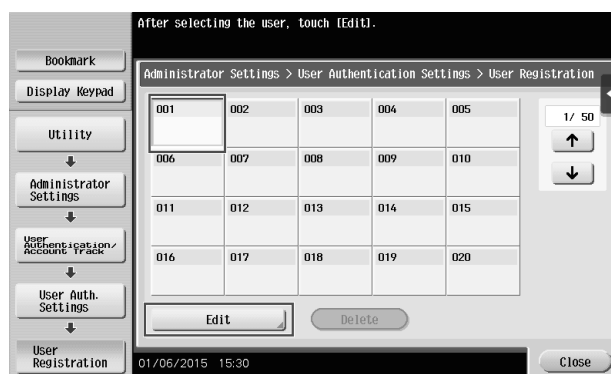 After selecting the user, touch [Edit].
Bookmark
Display Keypad
Utility
Administrator
Settings
User
Authentication/
Account Track
User Auth.
Settings
User
Registration
Administrator Settings > User Authentication Settings > User Registration
001 002 003 004 005
006 007 008 009 010
011 012 013 014 015
016 017 018 019 020
1/ 50
Edit
Delete
01/06/2015 15:30
Close